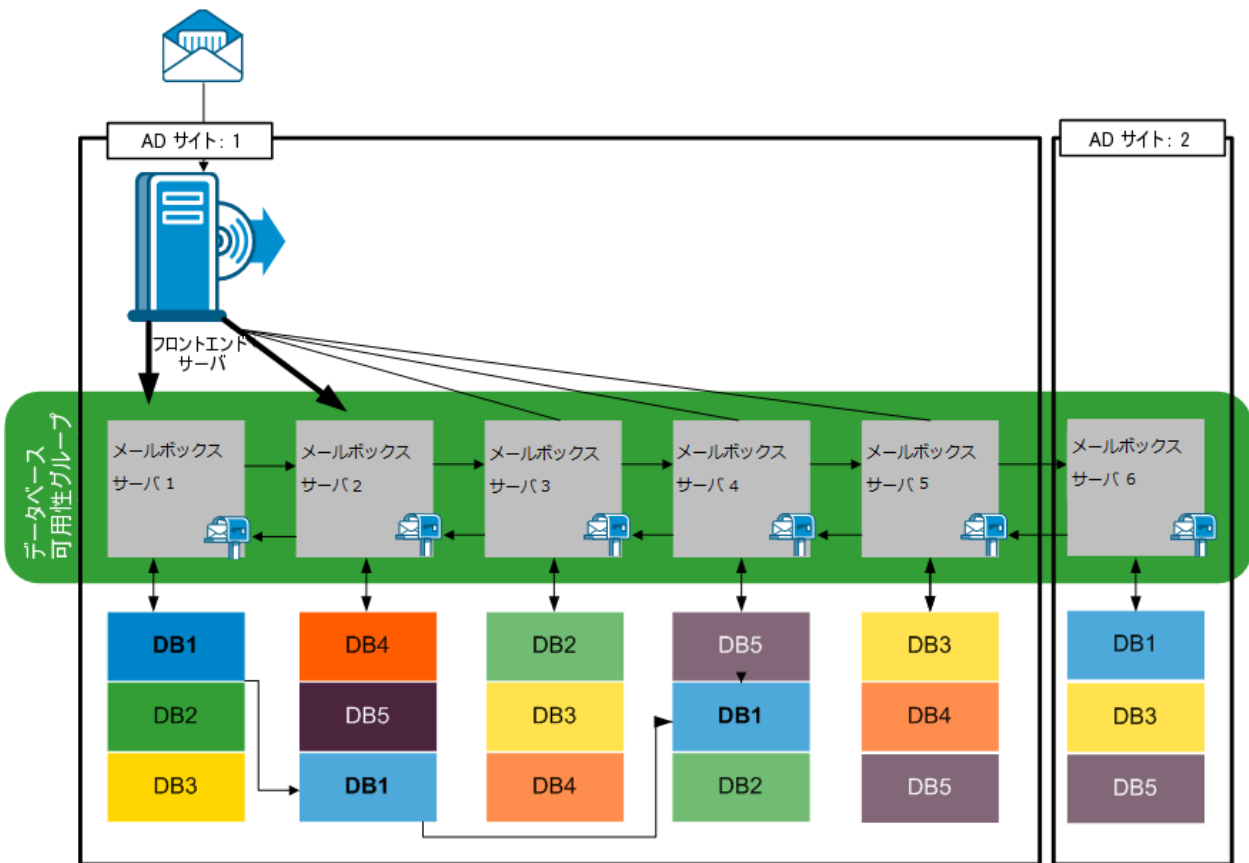 AD サイト: 1
AD サイト: 2
フロントエンド
サーバ
データベース
可用性グループ
メールボックス
サーバ 1
メールボックス
サーバ 2
メールボックス
サーバ 3
メールボックス
サーバ 4
メールボックス
サーバ 5
メールボックス
サーバ 6
DB1
DB2
DB3
DB4
DB5
DB1
DB2
DB3
DB4
DB5
DB1
DB2
DB3
DB4
DB5
DB1
DB3
DB5